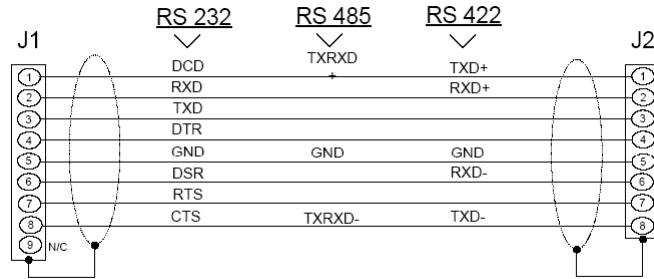 RS 232 RS 485 RS 422
J1 J2
DCD TXRXD + TXD+
1 1
RXD RXD+
2 2
TXD
3 3
DTR
4 4
GND GND GND
5 5
DSR RXD-
6 6
RTS
7 7
CTS TXRXD- TXD-
8 8
9 N/C